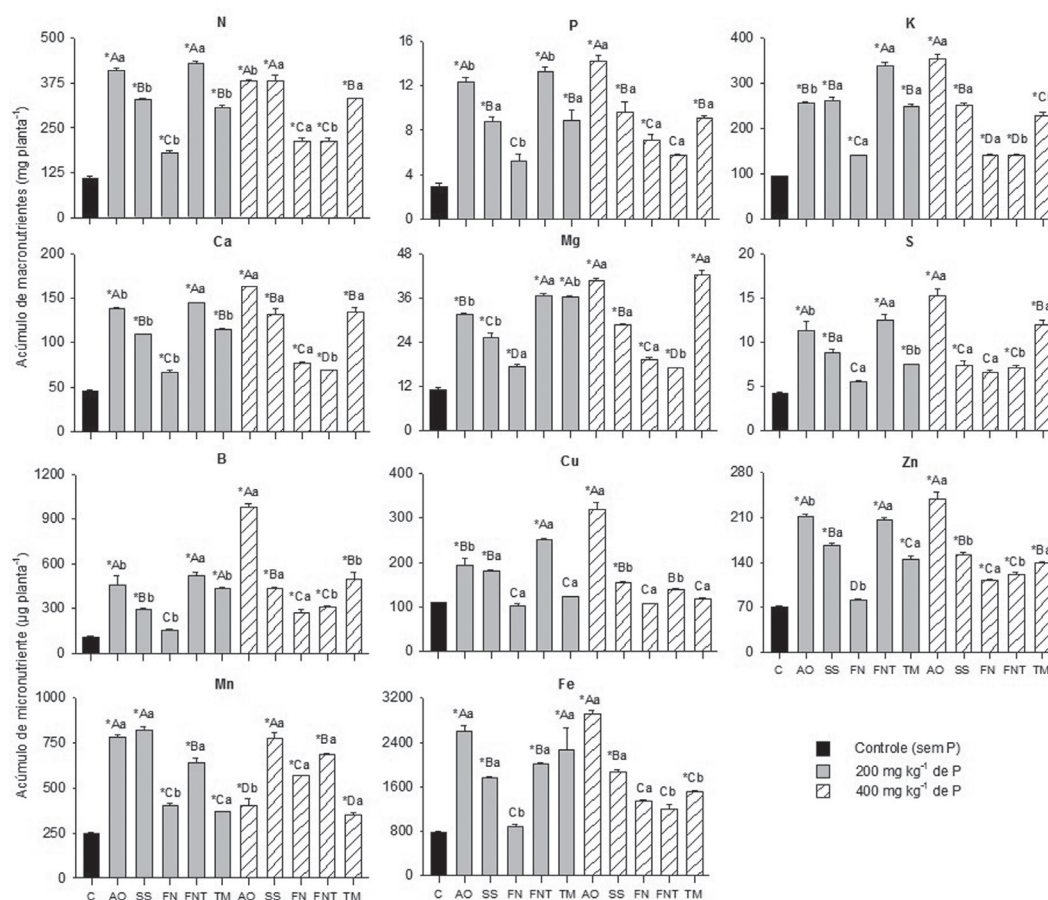 N
Acúmulo de macronutrientes (mg planta⁻¹)
500
375
250
125
0
*Aa *Bb *Cb *Aa *Bb *Ab *Aa *Ca *Cb *Ba
P
16
12
8
4
0
*Ab *Ba Cb *Ab *Ba *Aa *Ba *Ca Ca *Ba
K
400
300
200
100
0
*Bb *Ba *Ca *Aa *Ba *Aa *Ba *Da *Db
Ca
200
150
100
50
0
*Ab *Bb *Cb *Aa *Bb *Aa *Ba *Ca *Db *Ba
Mg
48
36
24
12
0
*Bb *Cb *Da *Aa *Ab *Aa *Ba *Ca *Db *Aa
S
20
15
10
5
0
*Ab *Ba Ca *Aa *Bb *Aa *Ca *Ca *Cb *Ba
B
Acúmulo de micronutriente (µg planta⁻¹)
1200
900
600
300
0
*Ab *Bb Cb *Aa *Ab *Aa *Ba *Ca *Cb *Bb
Cu
400
300
200
100
0
*Bb *Ba Ca *Aa Ca *Aa *Bb Ca Bb Ca
Zn
280
210
140
70
0
*Ab *Ba Db *Aa *Ca *Aa *Bb *Ca *Cb *Ba
C AO SS FN FNT TM AO SS FN FNT TM
Mn
1000
750
500
250
0
*Aa *Aa *Cb *Ba *Ca *Db *Aa *Ca *Ba *Da
C AO SS FN FNT TM AO SS FN FNT TM
Fe
3200
2400
1600
800
0
*Aa *Ba Cb *Ba *Aa *Aa *Ba *Ca *Cb *Cb
C AO SS FN FNT TM AO SS FN FNT TM
Controle (sem P)
200 mg kg⁻¹ de P
400 mg kg⁻¹ de P